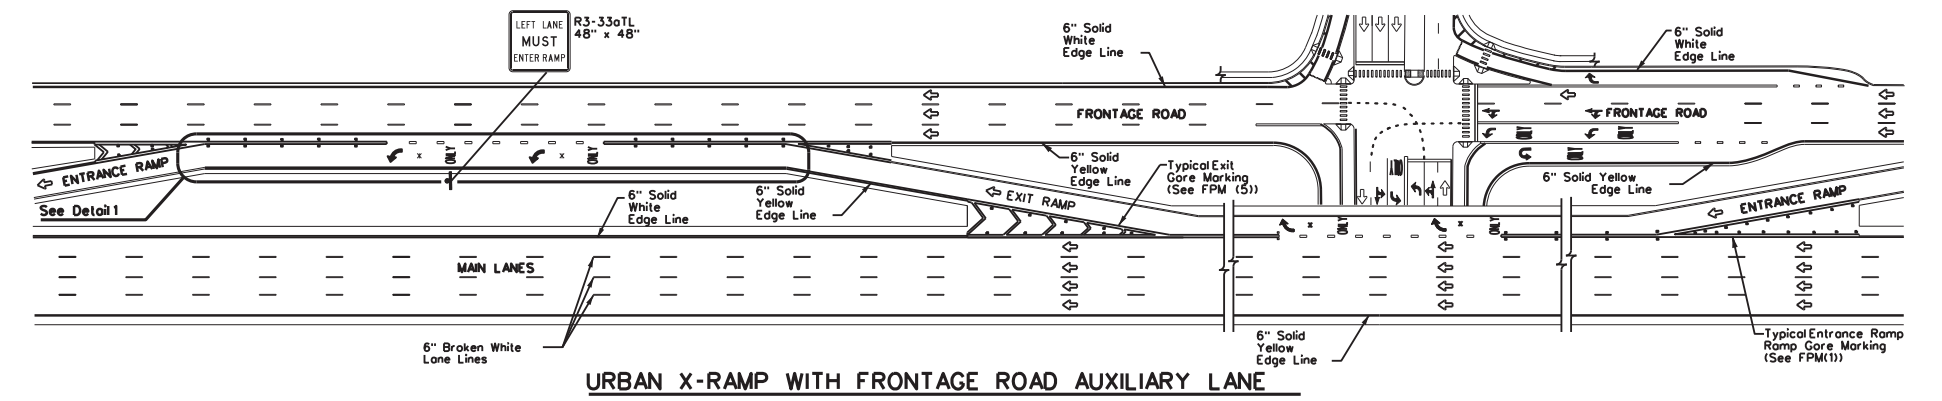 LEFT LANE
MUST
ENTER RAMP
R3-33aTL
48" x 48"
6" Solid
White
Edge Line
6" Solid
White
Edge Line
FRONTAGE ROAD
FRONTAGE ROAD
ONLY
ONLY
ONLY
ONLY
ONLY
ENTRANCE RAMP
See Detail 1
6" Solid
White
Edge Line
6" Solid
Yellow
Edge Line
6" Solid
Yellow
Edge Line
EXIT RAMP
Typical Exit
Gore Marking
(See FPM (5))
ONLY
ONLY
ONLY
6" Solid Yellow
Edge Line
ENTRANCE RAMP
MAIN LANES
6" Broken White
Lane Lines
6" Solid
Yellow
Edge Line
Typical Entrance Ramp
Ramp Gore Marking
(See FPM(1))
URBAN X-RAMP WITH FRONTAGE ROAD AUXILIARY LANE